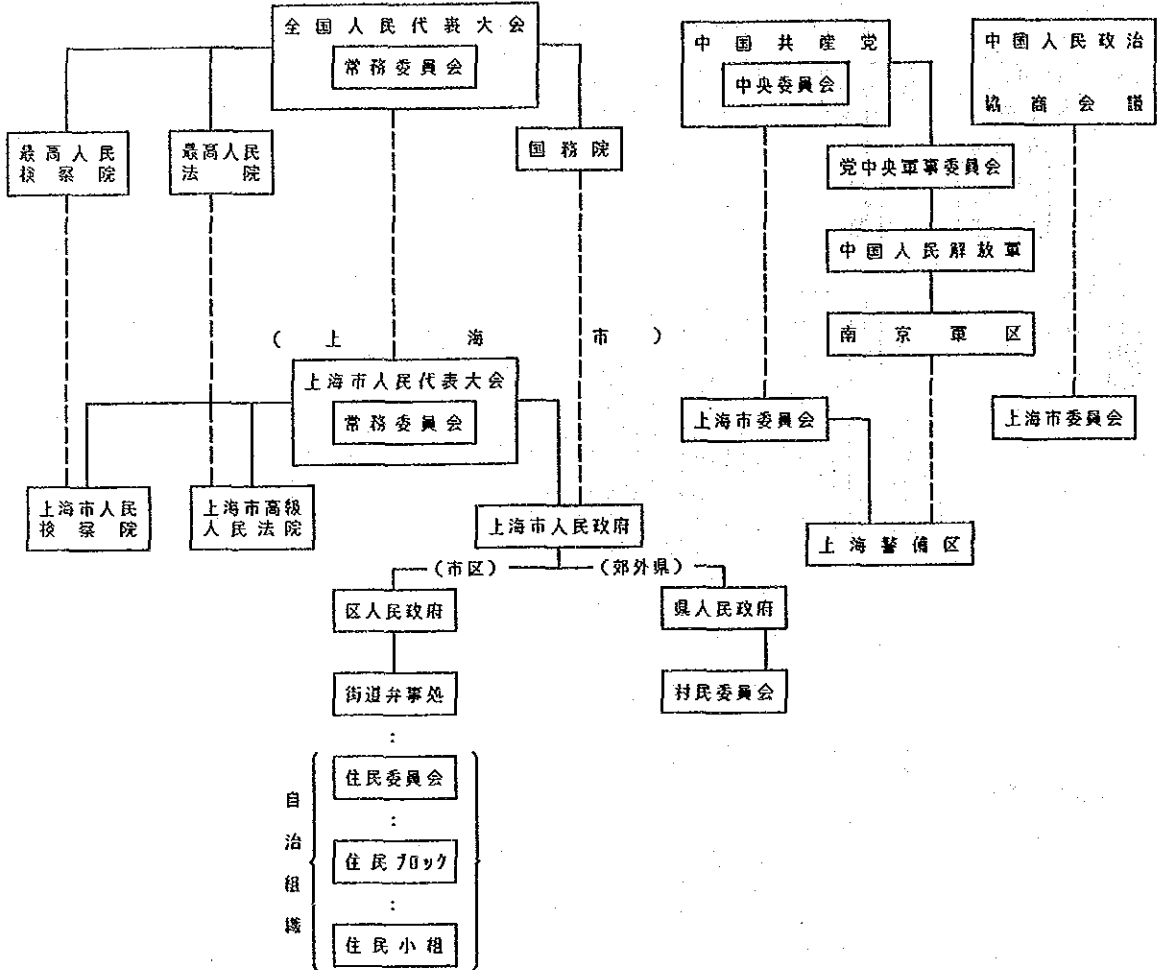 全国人民代表大会
常務委員会
中国共産党
中央委員会
中国人民政治
協商会議
最高人民
検察院
最高人民
法院
国務院
党中央軍事委員会
中国人民解放軍
南京軍区
(上海市)
上海市人民代表大会
常務委員会
上海市委員会
上海市委員会
上海市人民
検察院
上海市高級
人民法院
上海市人民政府
上海警備区
(市区)
(郊外県)
区人民政府
県人民政府
街道弁事処
村民委員会
:
自治組織
住民委員会
:
住民ブロック
:
住民小組